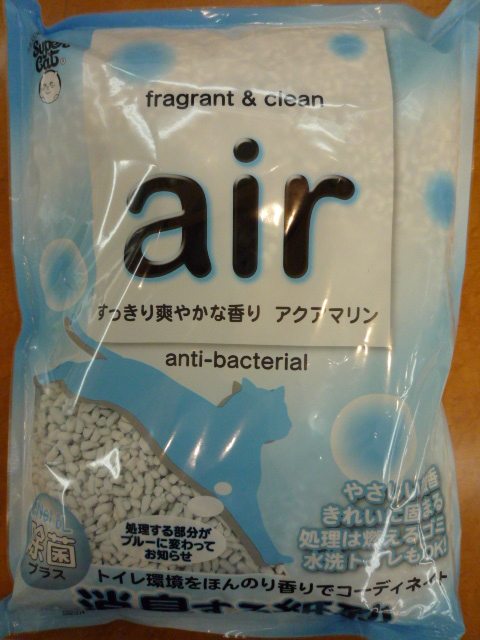 Super Cat
fragrant & clean
air
すっきり爽やかな香り アクアマリン
anti-bacterial
やさしい香
きれいに固まる
処理は燃えるゴミ
水洗トイレもOK!
除菌
プラス
処理する部分が
ブルーに変わって
お知らせ
トイレ環境をほんのり香りでコーディネイト